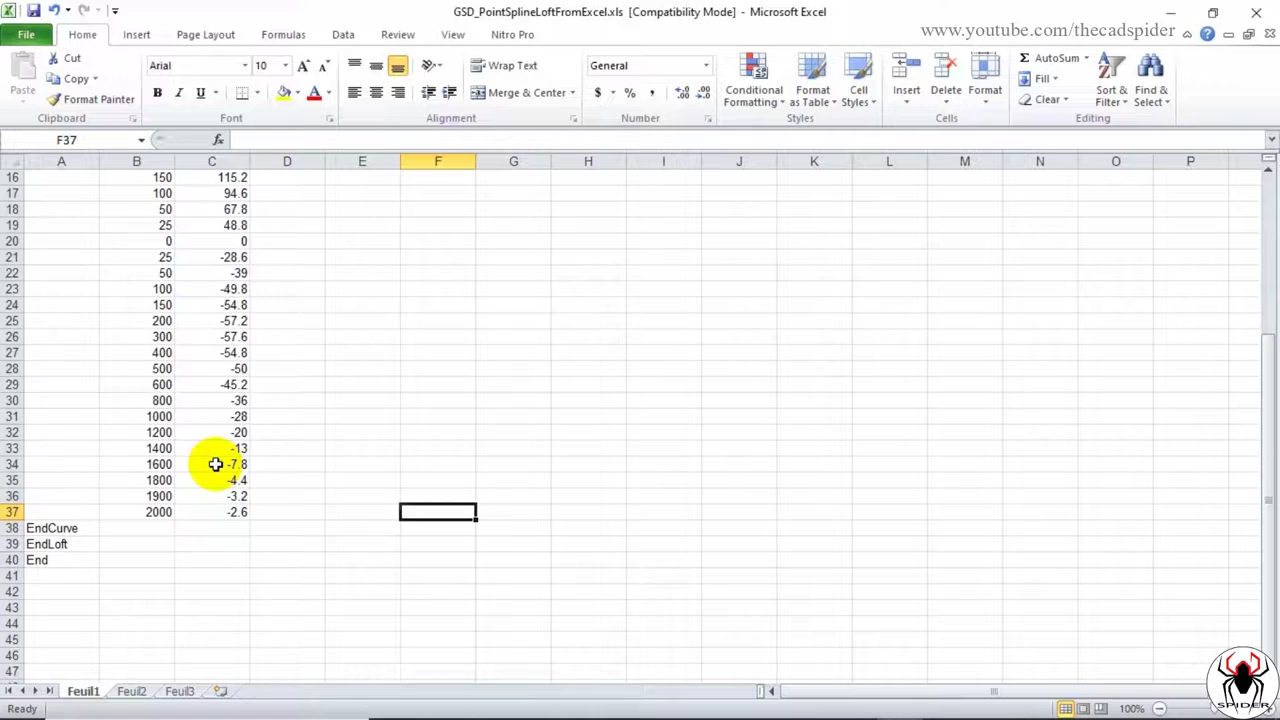 GSD_PointSplineLoftFromExcel.xls [Compatibility Mode] - Microsoft Excel
www.youtube.com/thecadspider
File Home Insert Page Layout Formulas Data Review View Nitro Pro
Paste
Cut
Copy
Format Painter
Clipboard
Arial 10
B I U
Font
Wrap Text
Merge & Center
Alignment
General
$ % ,
Number
Conditional Formatting
Format as Table
Cell Styles
Styles
Insert Delete Format
Cells
AutoSum
Fill
Clear
Sort & Filter
Find & Select
Editing
F37 fx
A B C D E F G H I J K L M N O P
16 150 115.2
17 100 94.6
18 50 67.8
19 25 48.8
20 0 0
21 25 -28.6
22 50 -39
23 100 -49.8
24 150 -54.8
25 200 -57.2
26 300 -57.6
27 400 -54.8
28 500 -50
29 600 -45.2
30 800 -36
31 1000 -28
32 1200 -20
33 1400 -13
34 1600 -7.8
35 1800 -4.4
36 1900 -3.2
37 2000 -2.6
38 EndCurve
39 EndLoft
40 End
41
42
43
44
45
46
47
Feuil1 Feuil2 Feuil3
Ready
100%
SPIDER